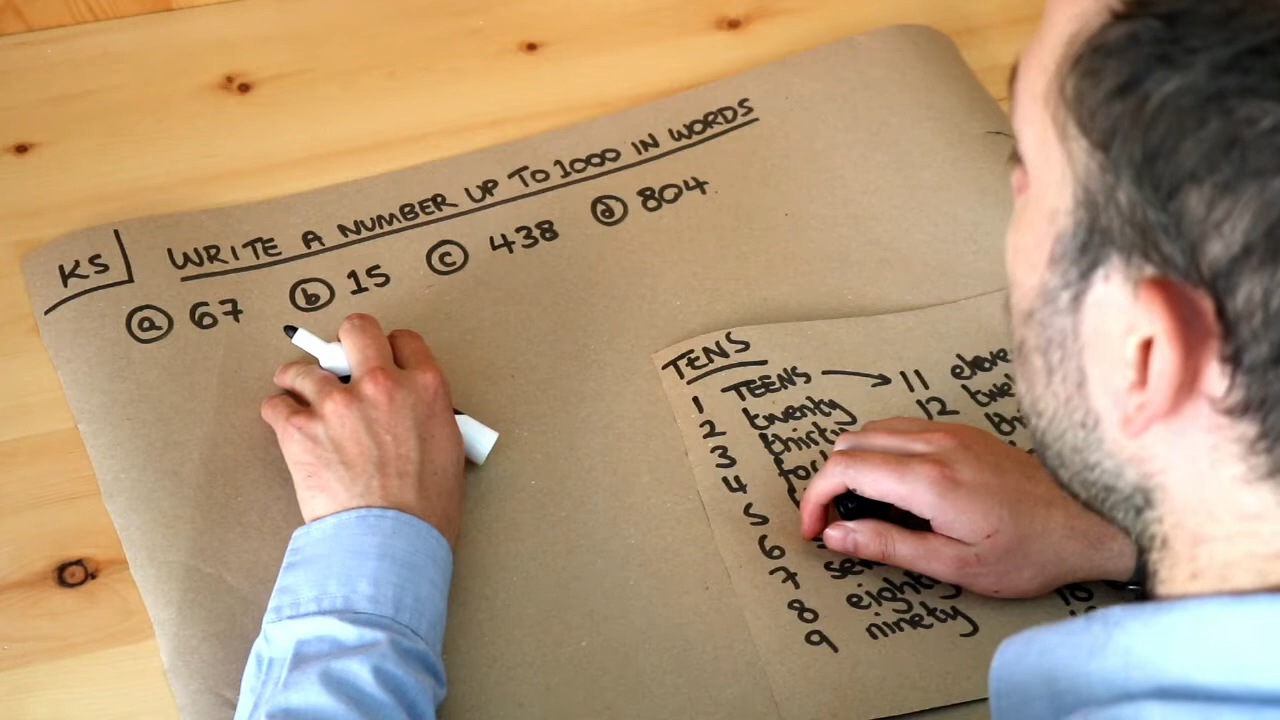 KS WRITE A NUMBER UP TO 1000 IN WORDS
ⓐ 67 ⓑ 15 ⓒ 438 ⓓ 804
TENS
1 TEENS → 11
2 twenty 12
3 thirty
4
5
6
7
8 eighty
9 ninety